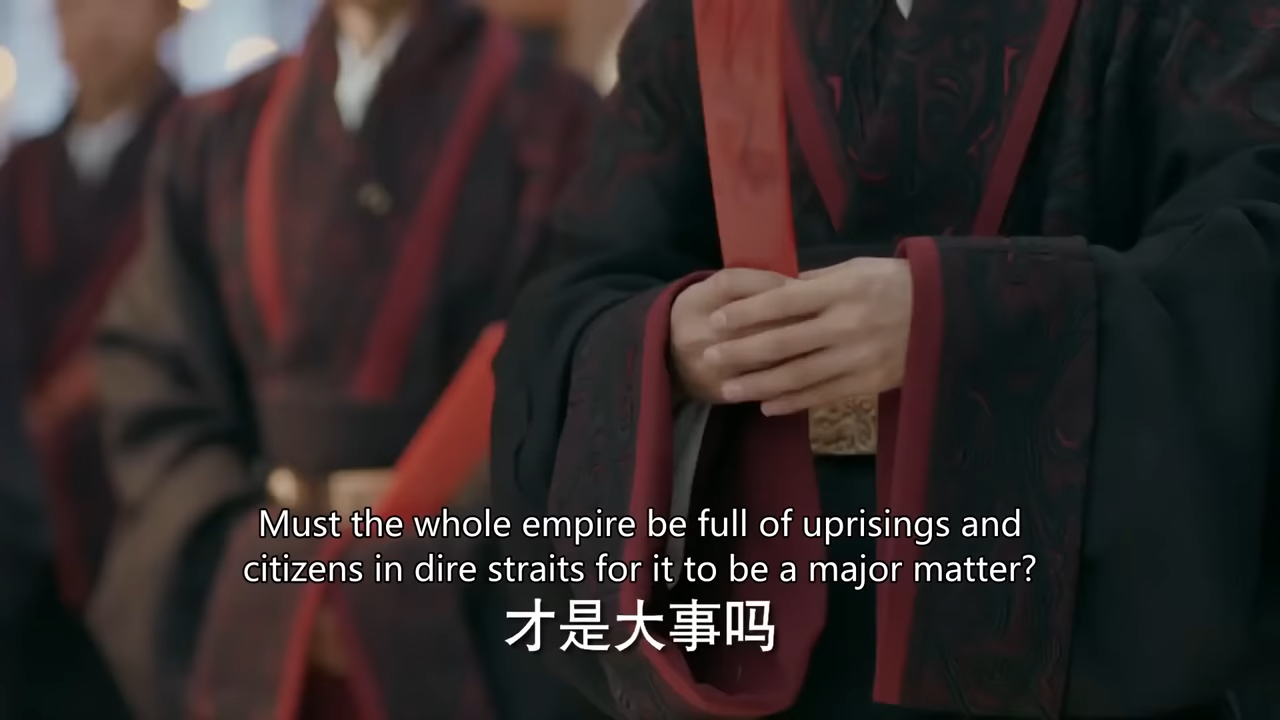 Must the whole empire be full of uprisings and
citizens in dire straits for it to be a major matter?
才是大事吗